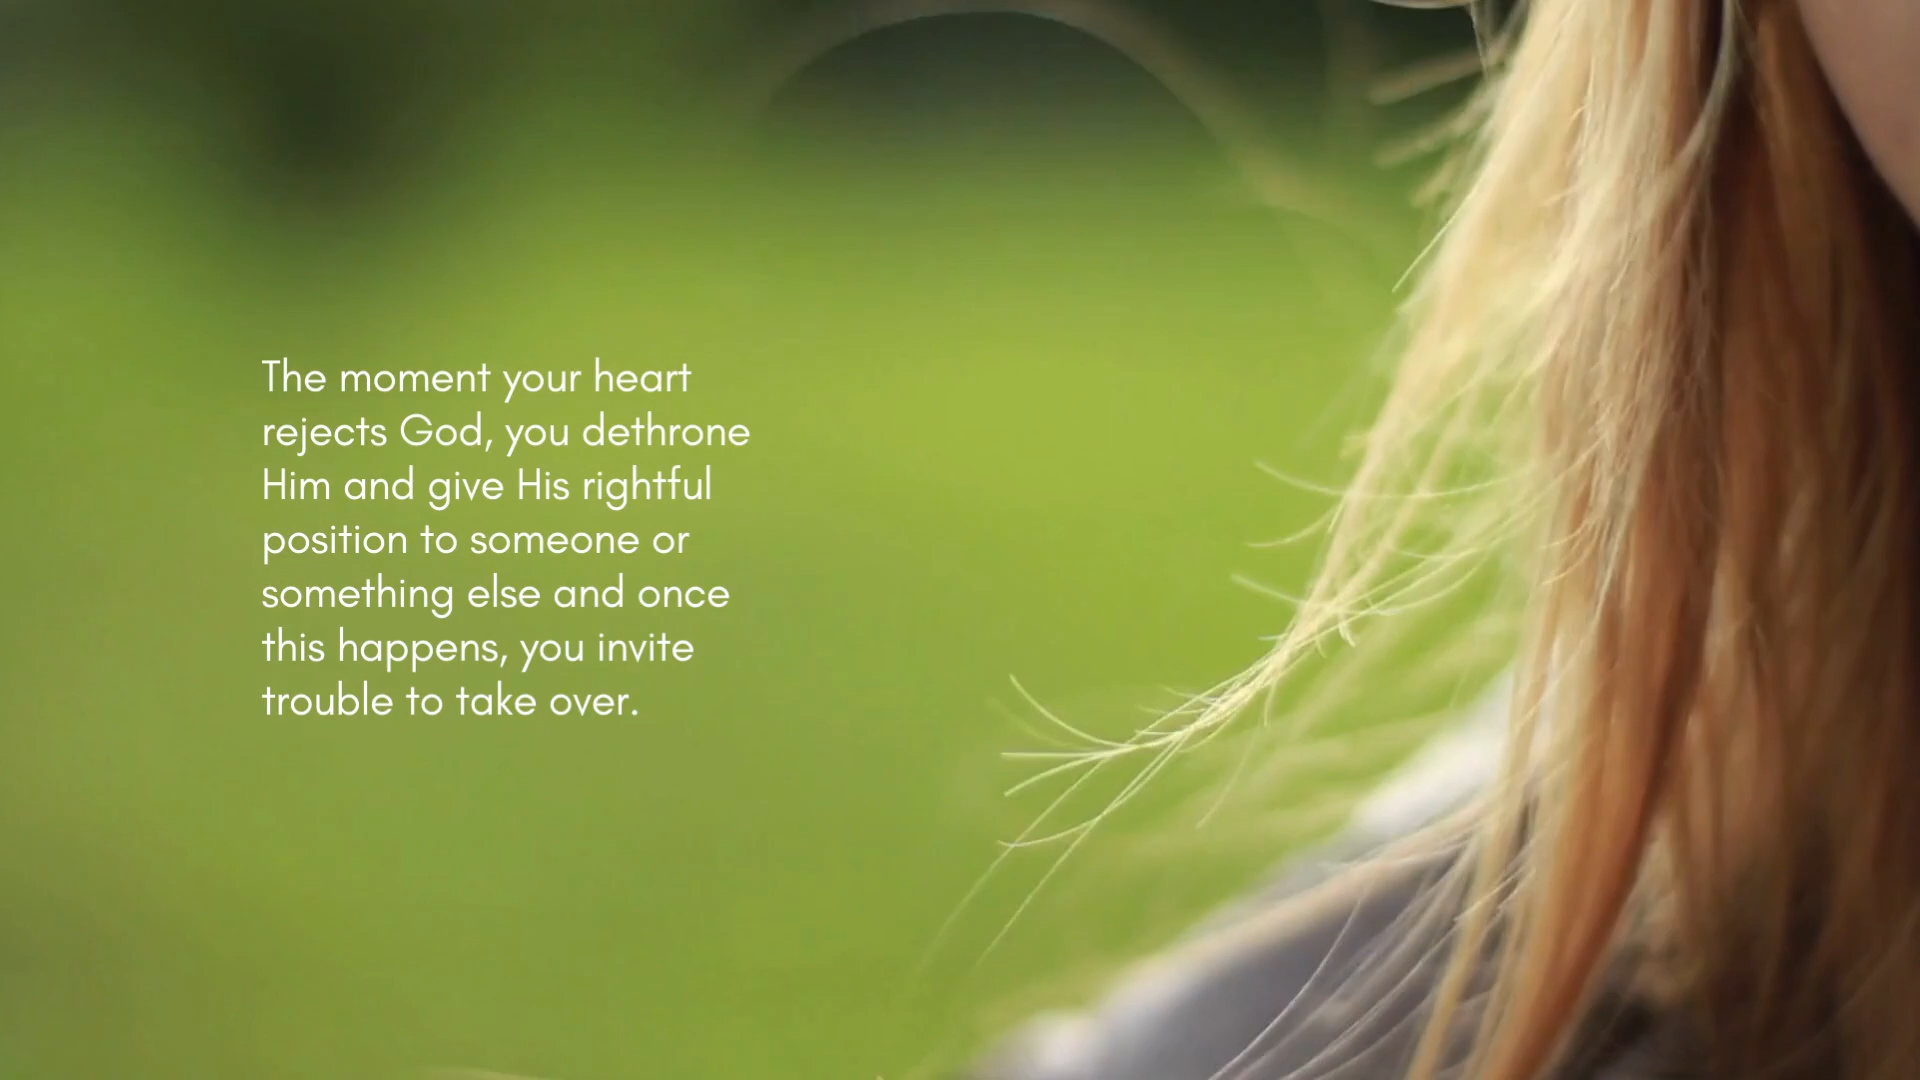 The moment your heart
rejects God, you dethrone
Him and give His rightful
position to someone or
something else and once
this happens, you invite
trouble to take over.